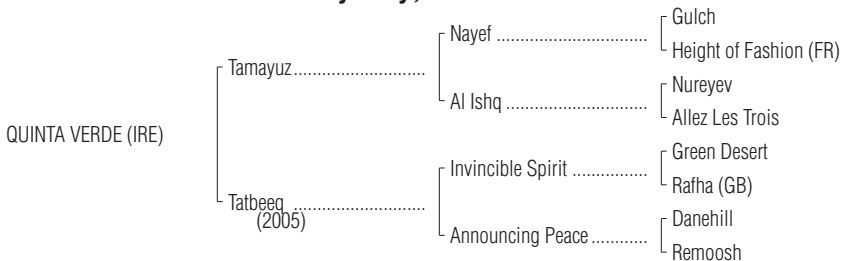 Gulch
Nayef ..................................
Height of Fashion (FR)
Tamayuz..............................
Nureyev
Al Ishq ................................
Allez Les Trois
QUINTA VERDE (IRE)
Green Desert
Invincible Spirit .................
Rafha (GB)
Tatbeeq ..............................
(2005)
Danehill
Announcing Peace.............
Remoosh